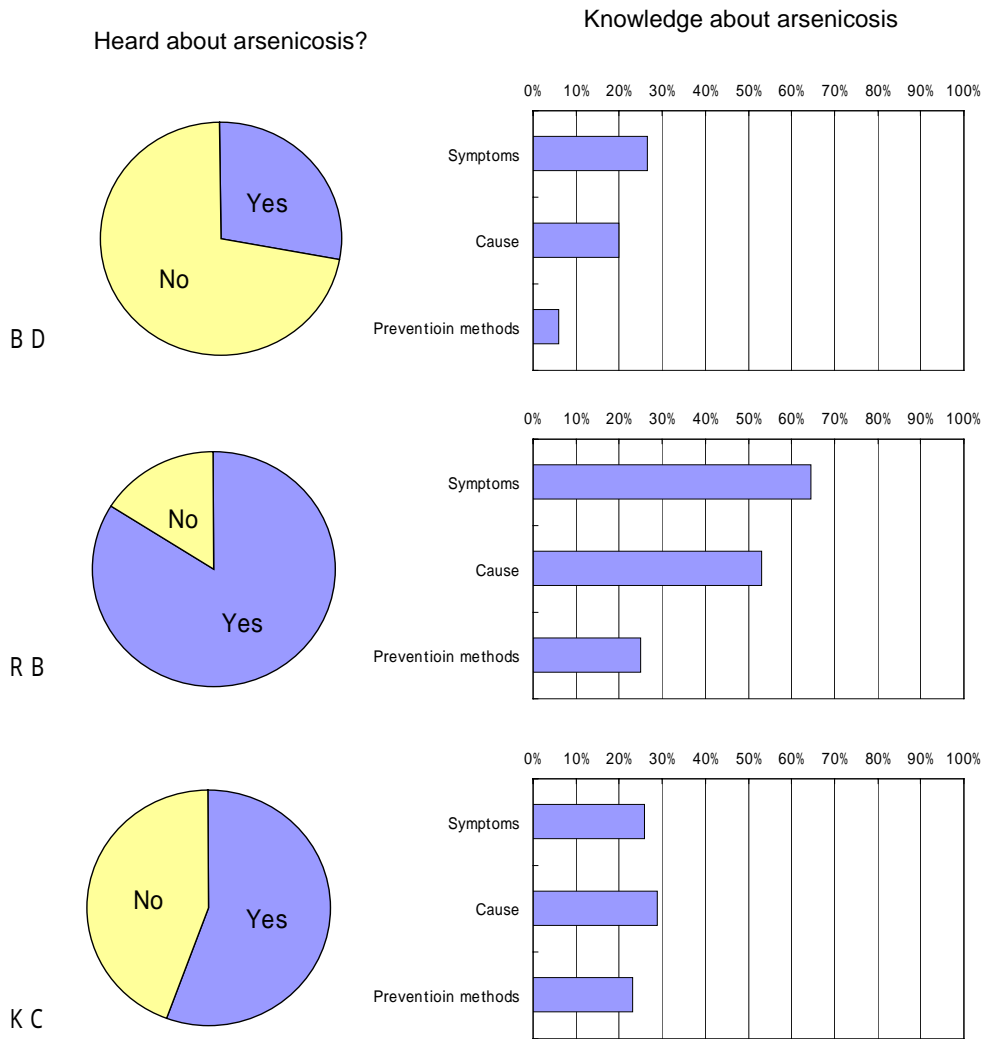 Heard about arsenicosis?
Knowledge about arsenicosis
0% 10% 20% 30% 40% 50% 60% 70% 80% 90% 100%
Symptoms
Yes
Cause
No
Preventioin methods
B D
0% 10% 20% 30% 40% 50% 60% 70% 80% 90% 100%
Symptoms
No
Cause
Yes
Preventioin methods
R B
0% 10% 20% 30% 40% 50% 60% 70% 80% 90% 100%
Symptoms
No
Yes
Cause
Preventioin methods
K C